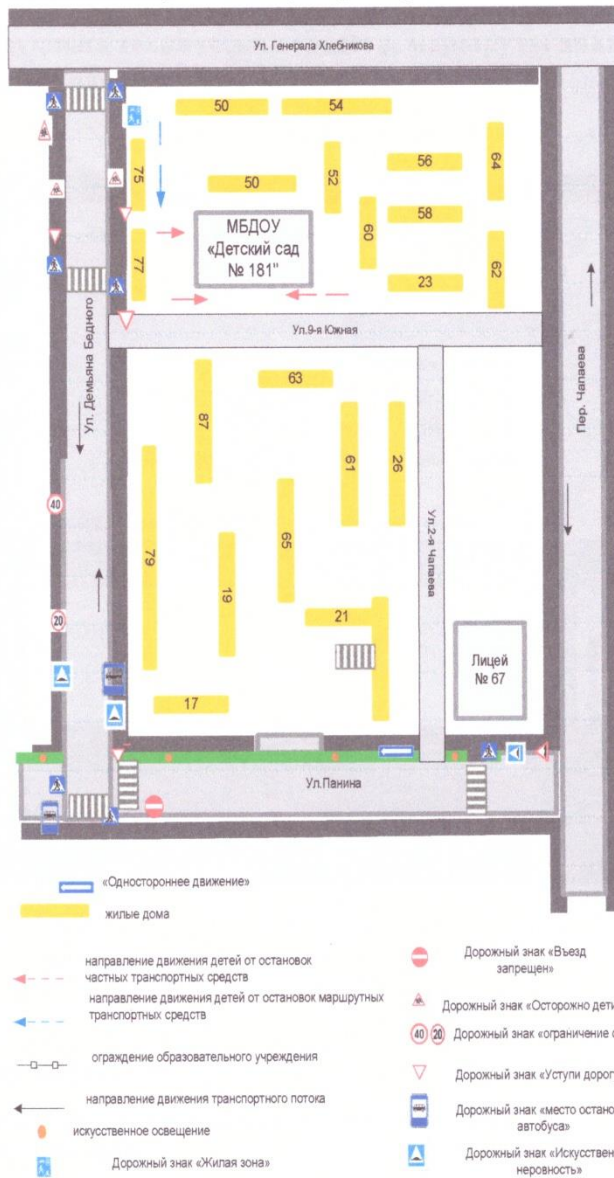 Ул. Генерала Хлебникова
50
54
75
50
52
56
64
58
60
МБДОУ
«Детский сад
№ 181"
77
23
62
Ул. Демьяна Бедного
Ул.9-я Южная
Пер. Чапаева
63
87
61
26
40
79
65
19
Ул.2-я Чапаева
20
21
Лицей
№ 67
17
Ул.Панина
«Одностороннее движение»
жилые дома
направление движения детей от остановок
частных транспортных средств
направление движения детей от остановок маршрутных
транспортных средств
ограждение образовательного учреждения
направление движения транспортного потока
искусственное освещение
Дорожный знак «Жилая зона»
Дорожный знак «Въезд
запрещен»
Дорожный знак «Осторожно дети
40
20
Дорожный знак «ограничение с
Дорожный знак «Уступи дорог
Дорожный знак «место остано
автобуса»
Дорожный знак «Искусствен
неровность»